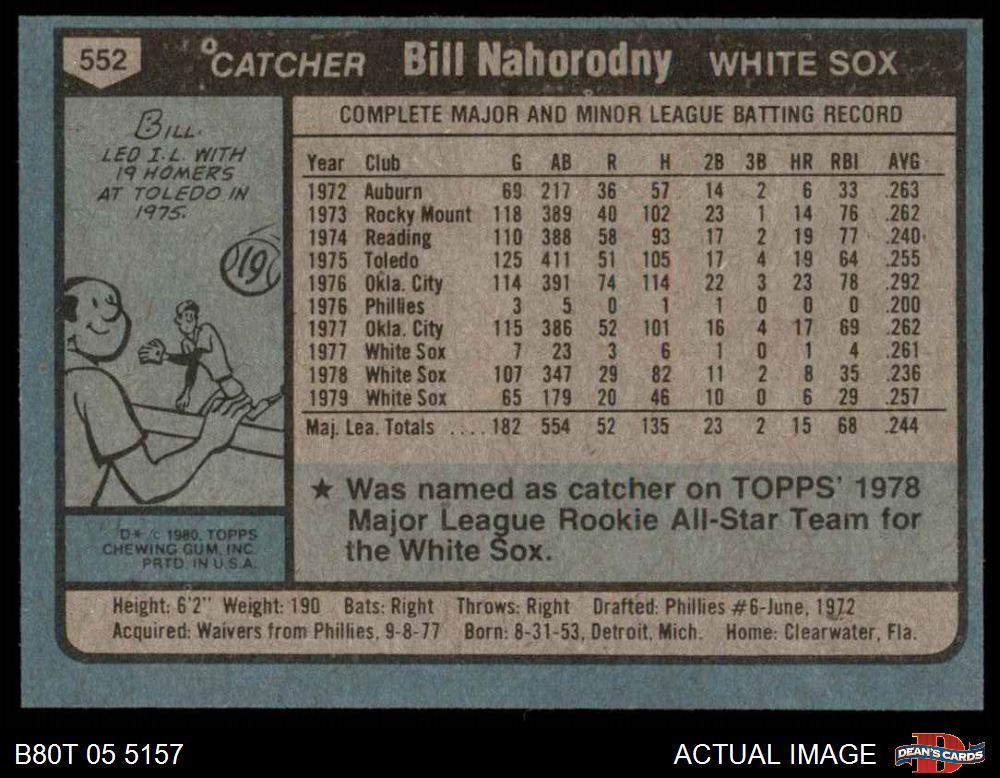 552 CATCHER Bill Nahorodny WHITE SOX
BILL
LED I.L. WITH
19 HOMERS
AT TOLEDO IN
1975.
19
D* © 1980, TOPPS
CHEWING GUM, INC.
PRTD. IN U.S.A.
COMPLETE MAJOR AND MINOR LEAGUE BATTING RECORD
Year Club G AB R H 2B 3B HR RBI AVG
1972 Auburn 69 217 36 57 14 2 6 33 .263
1973 Rocky Mount 118 389 40 102 23 1 14 76 .262
1974 Reading 110 388 58 93 17 2 19 77 .240
1975 Toledo 125 411 51 105 17 4 19 64 .255
1976 Okla. City 114 391 74 114 22 3 23 78 .292
1976 Phillies 3 5 0 1 1 0 0 0 .200
1977 Okla. City 115 386 52 101 16 4 17 69 .262
1977 White Sox 7 23 3 6 1 0 1 4 .261
1978 White Sox 107 347 29 82 11 2 8 35 .236
1979 White Sox 65 179 20 46 10 0 6 29 .257
Maj. Lea. Totals .... 182 554 52 135 23 2 15 68 .244
★ Was named as catcher on TOPPS' 1978
Major League Rookie All-Star Team for
the White Sox.
Height: 6'2" Weight: 190 Bats: Right Throws: Right Drafted: Phillies #6-June, 1972
Acquired: Waivers from Phillies, 9-8-77 Born: 8-31-53, Detroit, Mich. Home: Clearwater, Fla.
B80T 05 5157 ACTUAL IMAGE DEAN'S CARDS